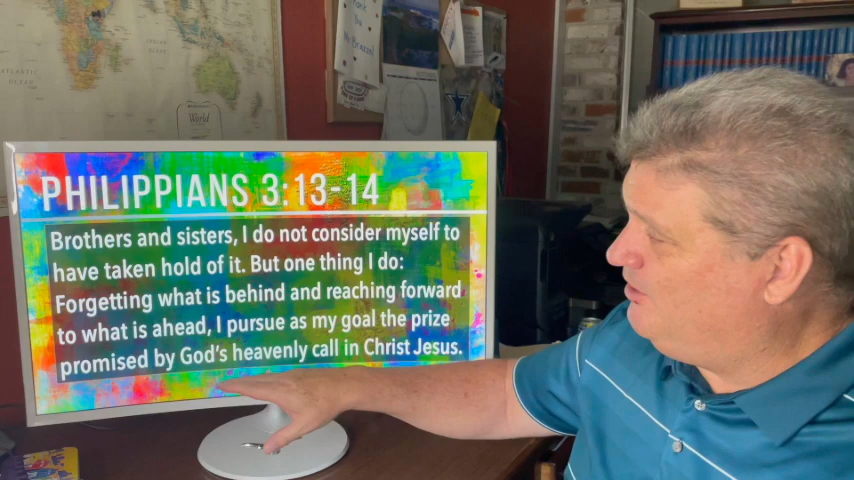 ATLANTIC
OCEAN
World
PHILIPPIANS 3:13-14
Brothers and sisters, I do not consider myself to
have taken hold of it. But one thing I do:
Forgetting what is behind and reaching forward
to what is ahead, I pursue as my goal the prize
promised by God's heavenly call in Christ Jesus.